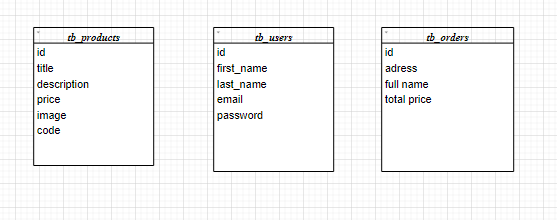 tb_products
id
title
description
price
image
code
tb_users
id
first_name
last_name
email
password
tb_orders
id
adress
full name
total price